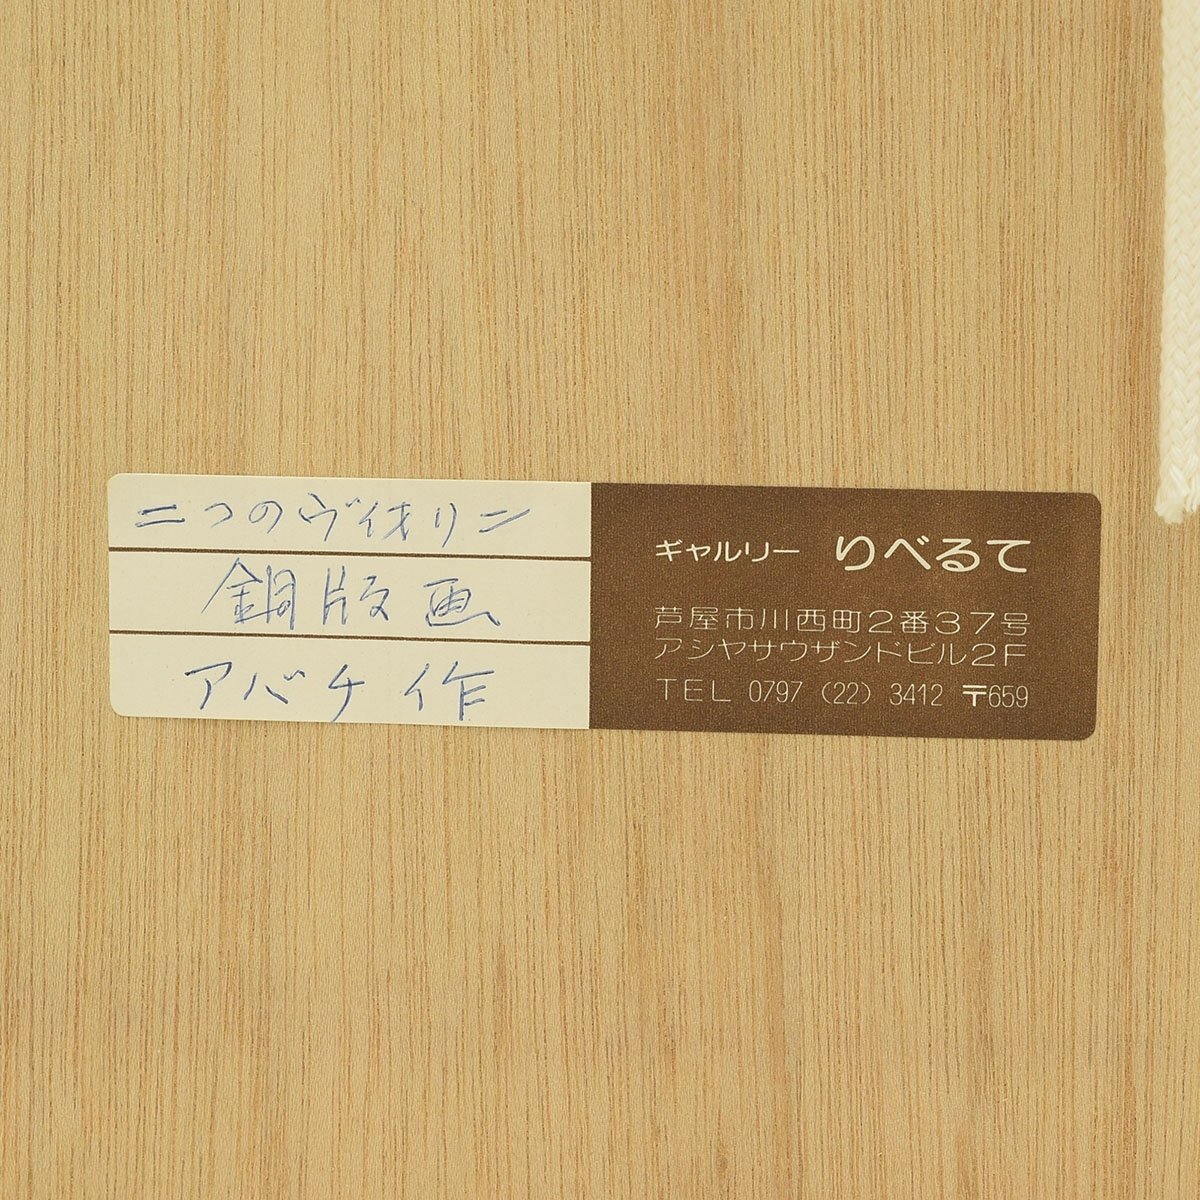 二つのヴィオリン
銅版画
アバチ作
ギャルリー りべるて
芦屋市川西町2番37号
アシヤサウザンドビル2F
TEL 0797 (22) 3412 〒659